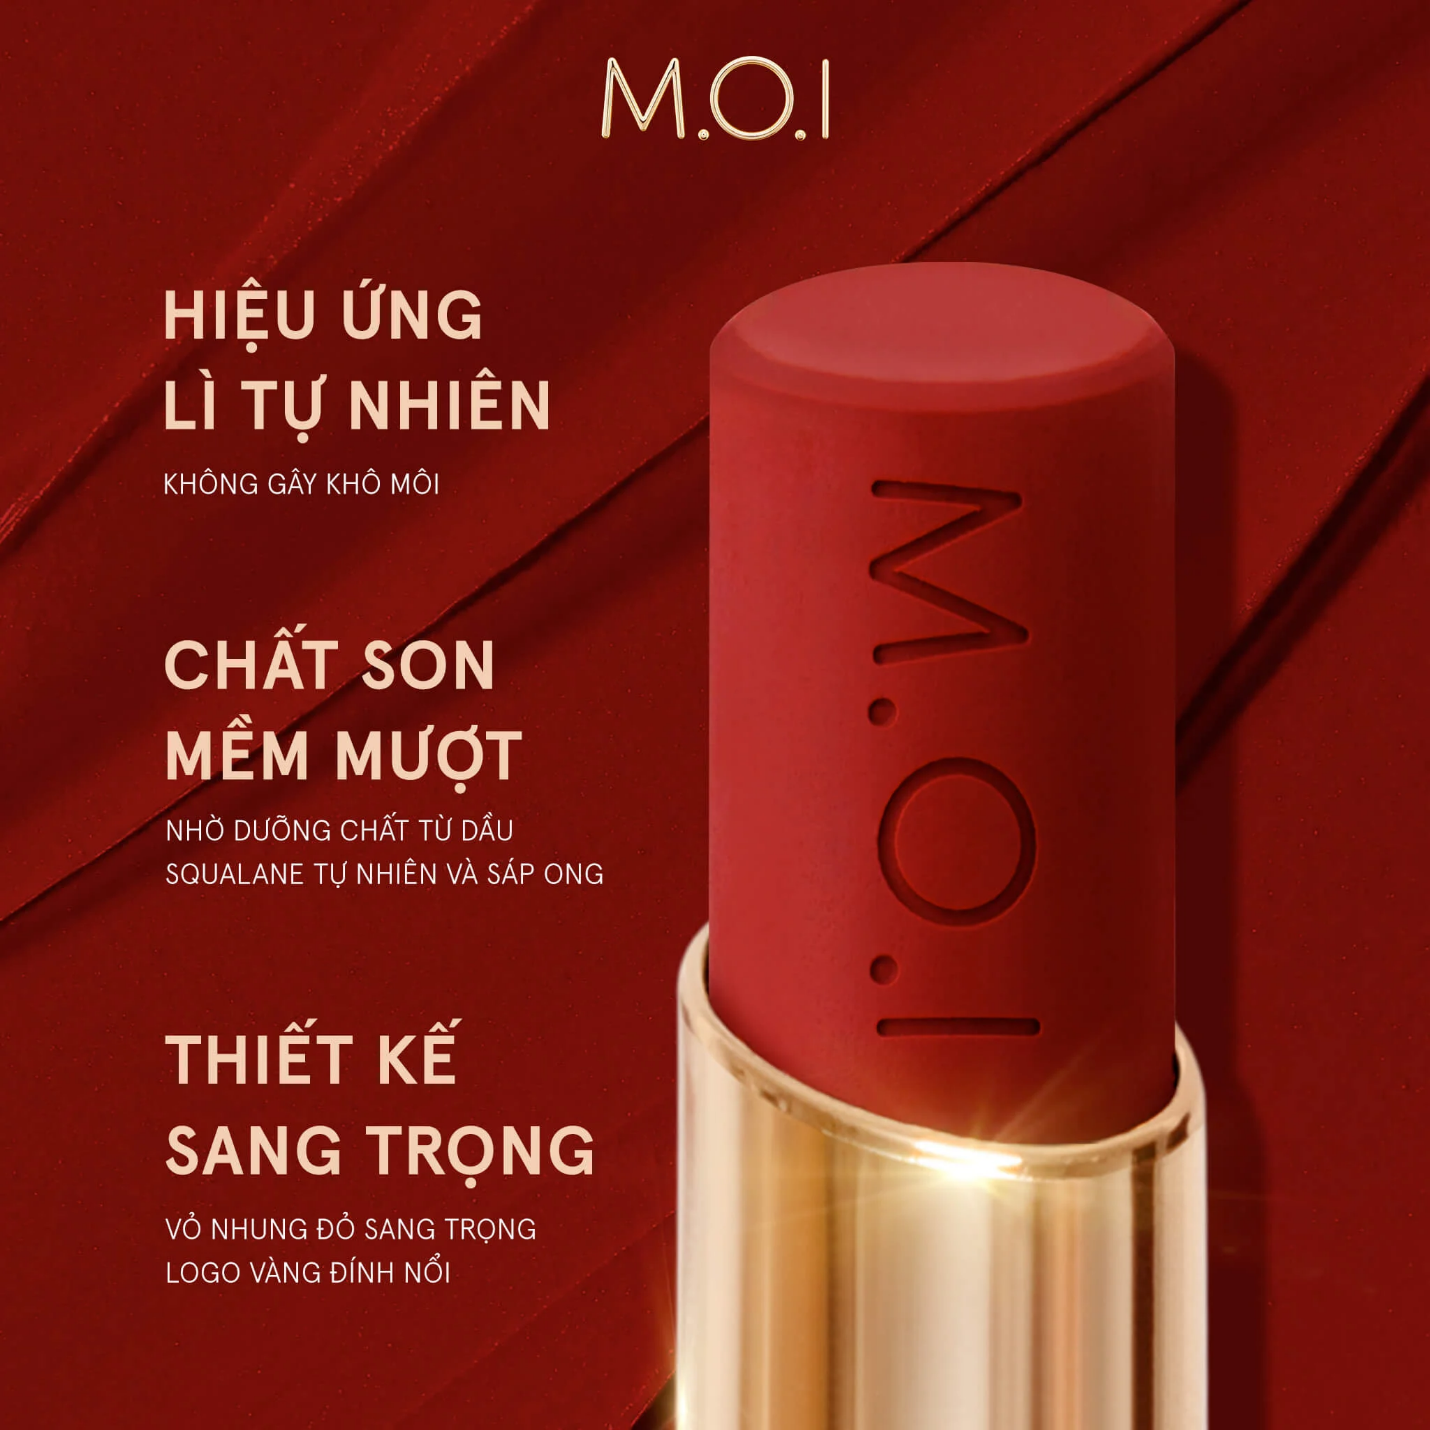 M.O.I
HIỆU ỨNG
LÌ TỰ NHIÊN
KHÔNG GÂY KHÔ MÔI
CHẤT SON
MỀM MƯỢT
NHỜ DƯỠNG CHẤT TỪ DẦU
SQUALANE TỰ NHIÊN VÀ SÁP ONG
THIẾT KẾ
SANG TRỌNG
VỎ NHUNG ĐỎ SANG TRỌNG
LOGO VÀNG ĐÍNH NỔI
M.O.I